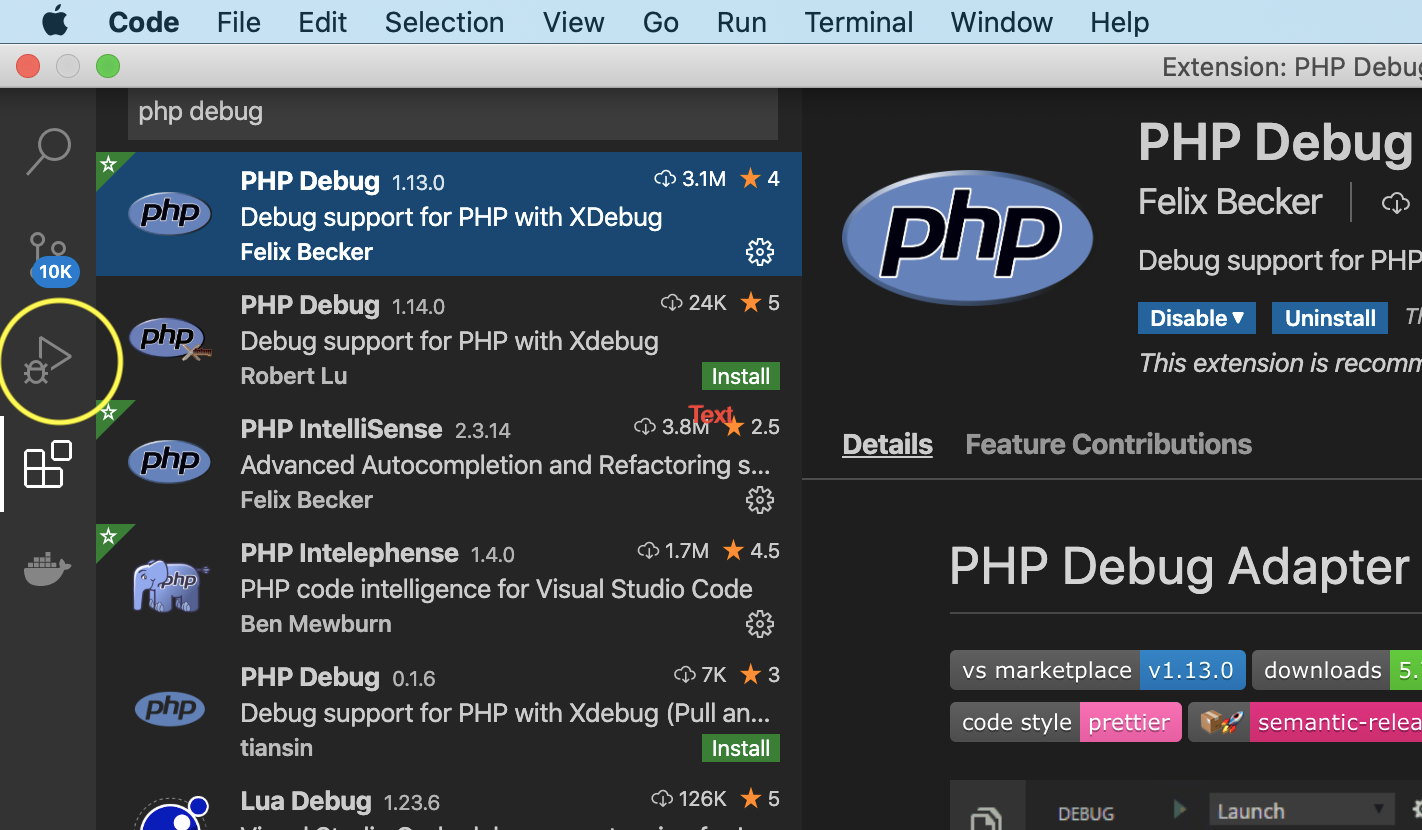 Code File Edit Selection View Go Run Terminal Window Help
Extension: PHP Debug
php debug
PHP Debug 1.13.0 3.1M 4
Debug support for PHP with XDebug
Felix Becker
10K
php
PHP Debug 1.14.0 24K 5
Debug support for PHP with Xdebug
Robert Lu Install
php
Text
PHP IntelliSense 2.3.14 3.8M 2.5
Advanced Autocompletion and Refactoring s...
Felix Becker
php
PHP Intelephense 1.4.0 1.7M 4.5
PHP code intelligence for Visual Studio Code
Ben Mewburn
php
PHP Debug 0.1.6 7K 3
Debug support for PHP with Xdebug (Pull an...
tiansin Install
php
Lua Debug 1.23.6 126K 5
php
PHP Debug
Felix Becker
Debug support for PHP
Disable Uninstall Th
This extension is recomm
Details Feature Contributions
PHP Debug Adapter
vs marketplace v1.13.0 downloads 5.
code style prettier semantic-relea
DEBUG Launch